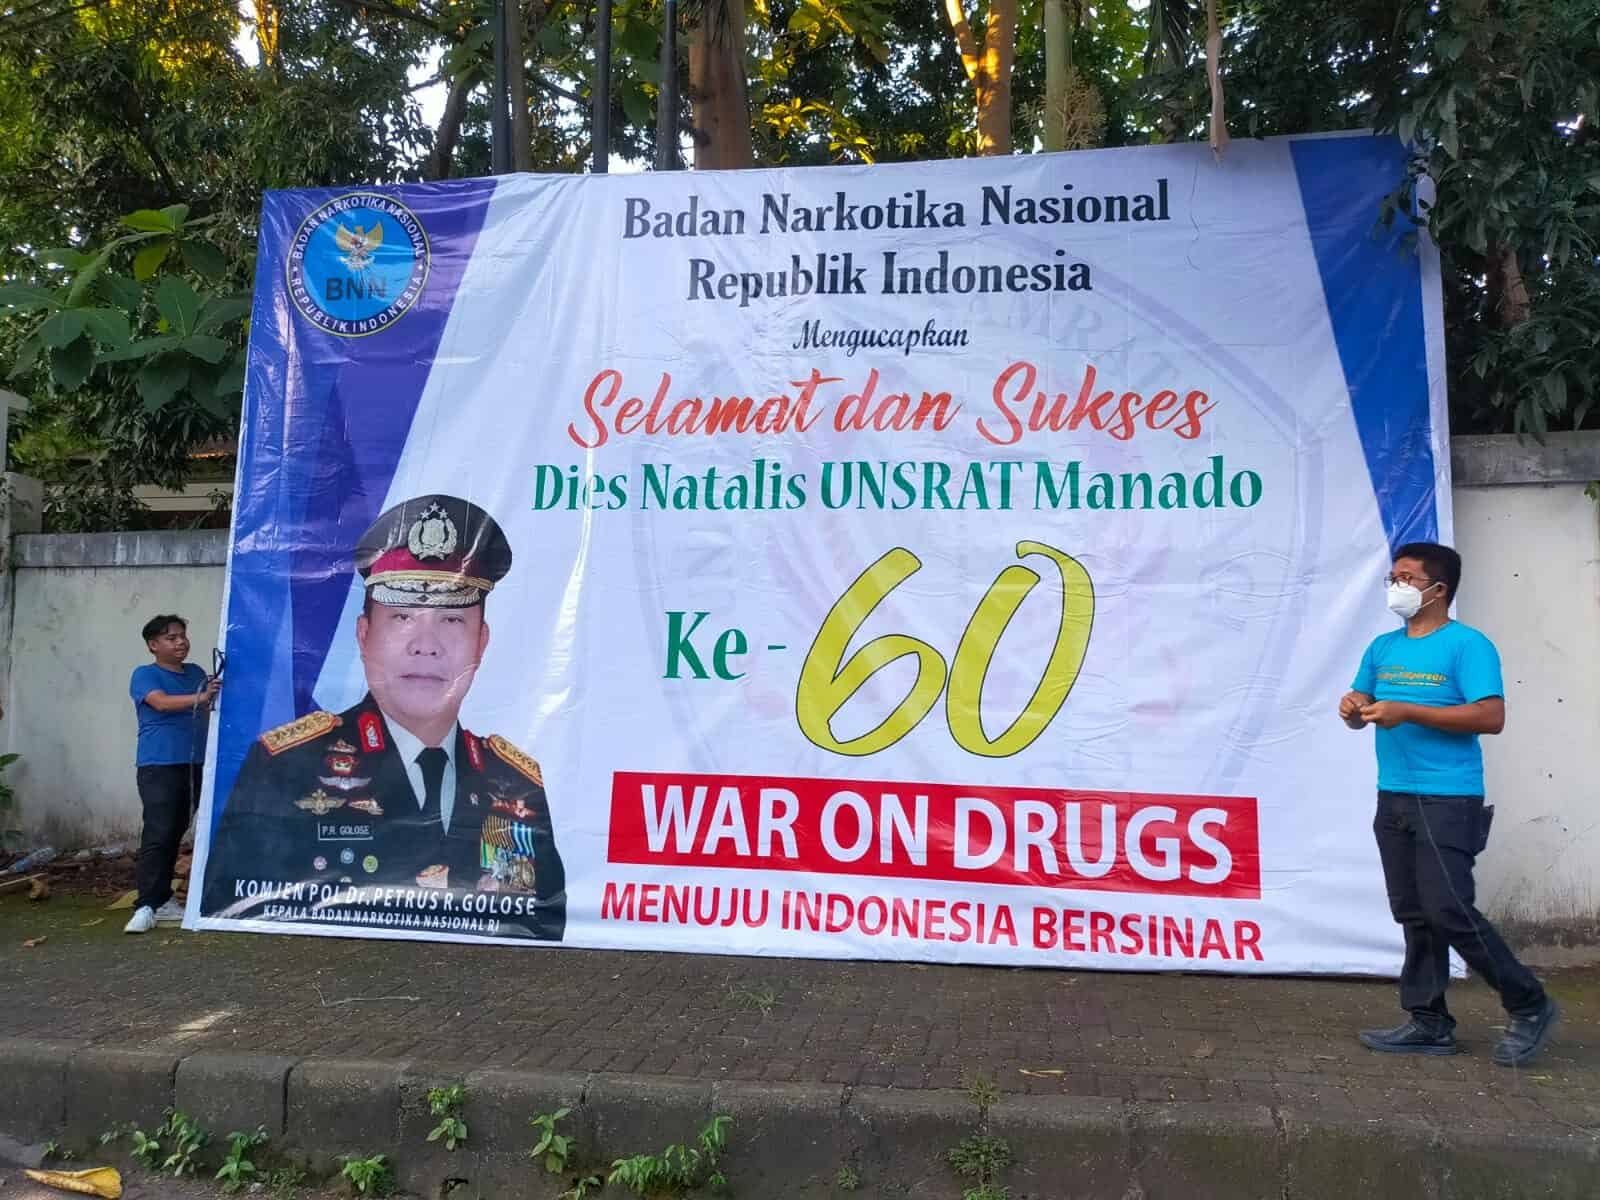 BADAN NARKOTIKA NASIONAL
BNN
REPUBLIK INDONESIA
Badan Narkotika Nasional
Republik Indonesia
Mengucapkan
Selamat dan Sukses
Dies Natalis UNSRAT Manado
Ke - 60
WAR ON DRUGS
MENUJU INDONESIA BERSINAR
P.R. GOLOSE
KOMJEN POL Dr.PETRUS R.GOLOSE
KEPALA BADAN NARKOTIKA NASIONAL RI